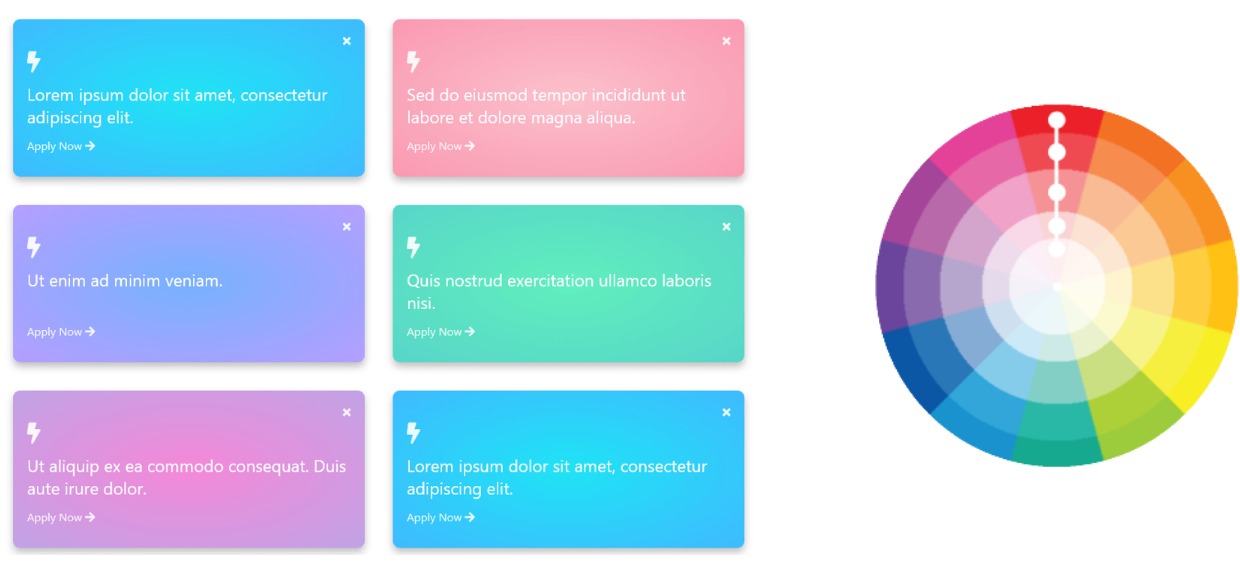 Lorem ipsum dolor sit amet, consectetur
adipiscing elit.
Apply Now
Sed do eiusmod tempor incididunt ut
labore et dolore magna aliqua.
Apply Now
Ut enim ad minim veniam.
Apply Now
Quis nostrud exercitation ullamco laboris
nisi.
Apply Now
Ut aliquip ex ea commodo consequat. Duis
aute irure dolor.
Apply Now
Lorem ipsum dolor sit amet, consectetur
adipiscing elit.
Apply Now